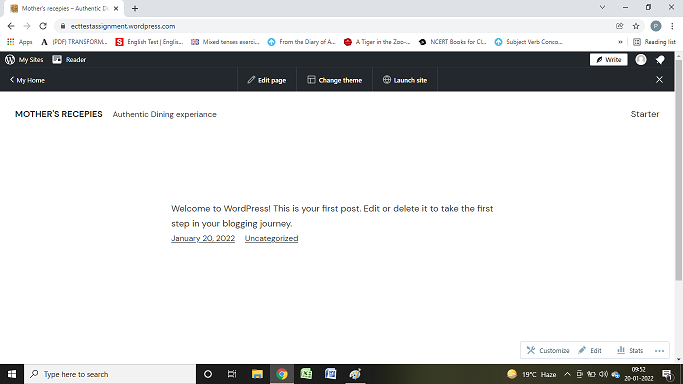 Mother's recepies – Authentic Di
ecttestassignment.wordpress.com
Apps (PDF) TRANSFORM... English Test | Englis... Mixed tenses exerci... From the Diary of A... A Tiger in the Zoo-... NCERT Books for Cl... Subject Verb Conco... » Reading list
My Sites Reader Write
My Home Edit page Change theme Launch site
MOTHER'S RECEPIES Authentic Dining experiance Starter
Welcome to WordPress! This is your first post. Edit or delete it to take the first
step in your blogging journey.
January 20, 2022 Uncategorized
Customize Edit Stats
Type here to search 19°C Haze 09:52
20-01-2022